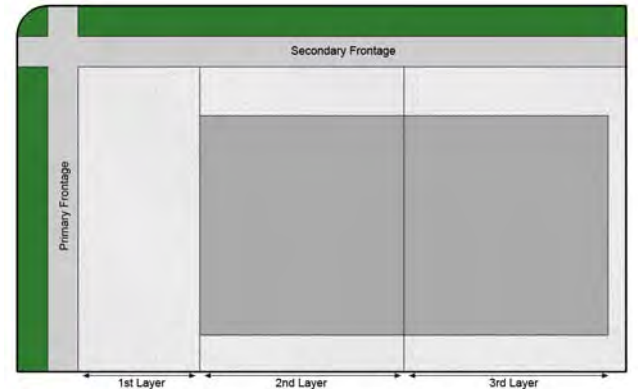 Secondary Frontage
Primary Frontage
1st Layer
2nd Layer
3rd Layer